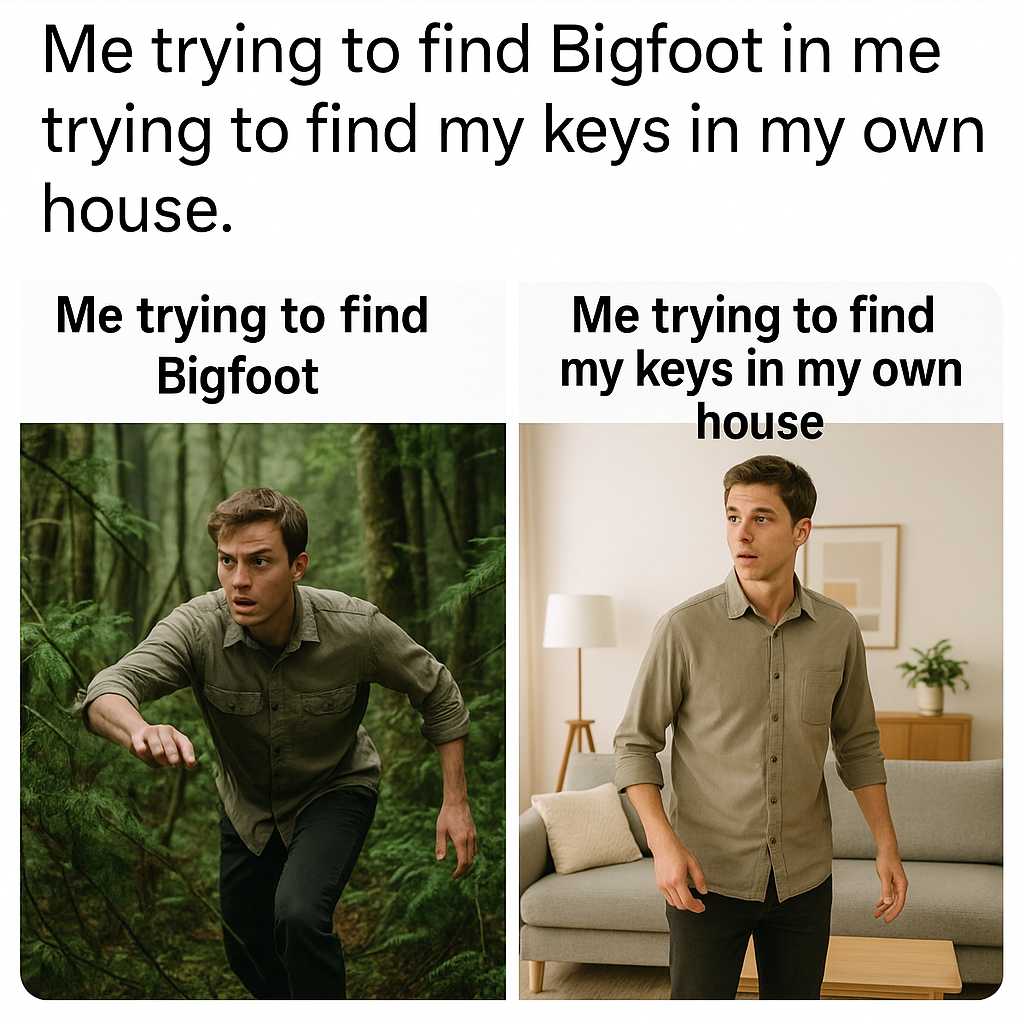 Me trying to find Bigfoot in me
trying to find my keys in my own
house.
Me trying to find
Bigfoot
Me trying to find
my keys in my own
house